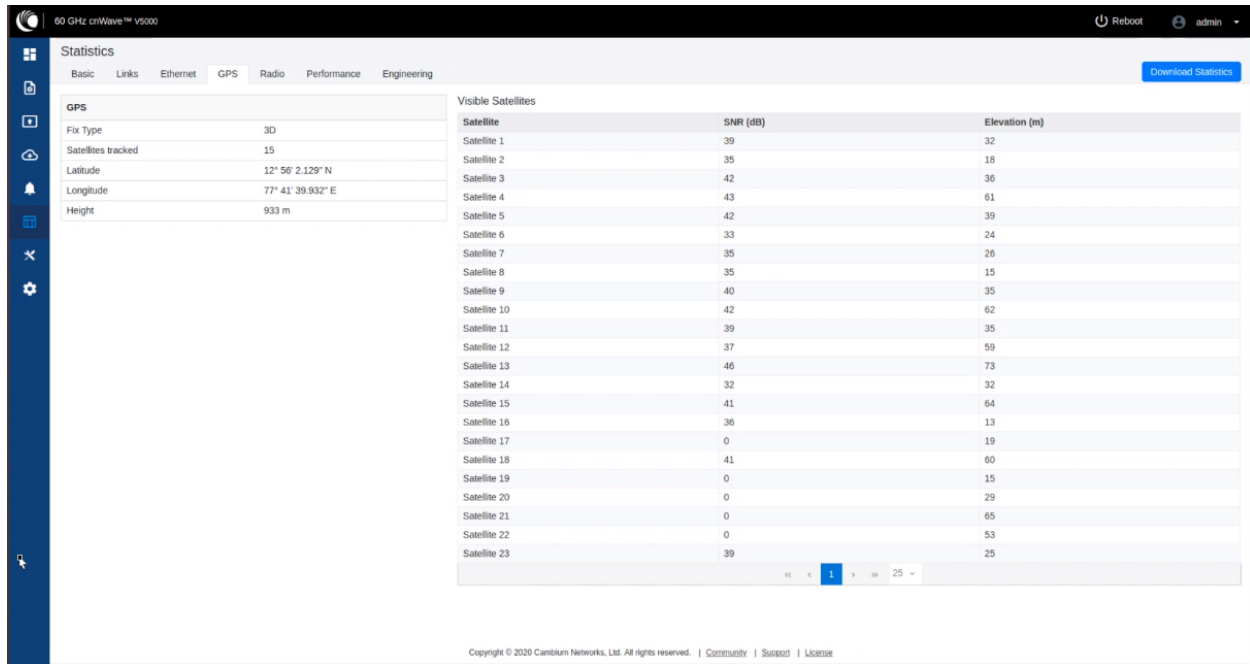 60 GHz cnWave™ V5000
Reboot
admin
Statistics
Basic Links Ethernet GPS Radio Performance Engineering
Download Statistics
GPS
Fix Type 3D
Satellites tracked 15
Latitude 12° 56' 2.129" N
Longitude 77° 41' 39.932" E
Height 933 m
Visible Satellites
Satellite SNR (dB) Elevation (m)
Satellite 1 39 32
Satellite 2 35 18
Satellite 3 42 36
Satellite 4 43 61
Satellite 5 42 39
Satellite 6 33 24
Satellite 7 35 26
Satellite 8 35 15
Satellite 9 40 35
Satellite 10 42 62
Satellite 11 39 35
Satellite 12 37 59
Satellite 13 46 73
Satellite 14 32 32
Satellite 15 41 64
Satellite 16 36 13
Satellite 17 0 19
Satellite 18 41 60
Satellite 19 0 15
Satellite 20 0 29
Satellite 21 0 65
Satellite 22 0 53
Satellite 23 39 25
« ‹ 1 › » 25
Copyright © 2020 Cambium Networks, Ltd. All rights reserved. | Community | Support | License